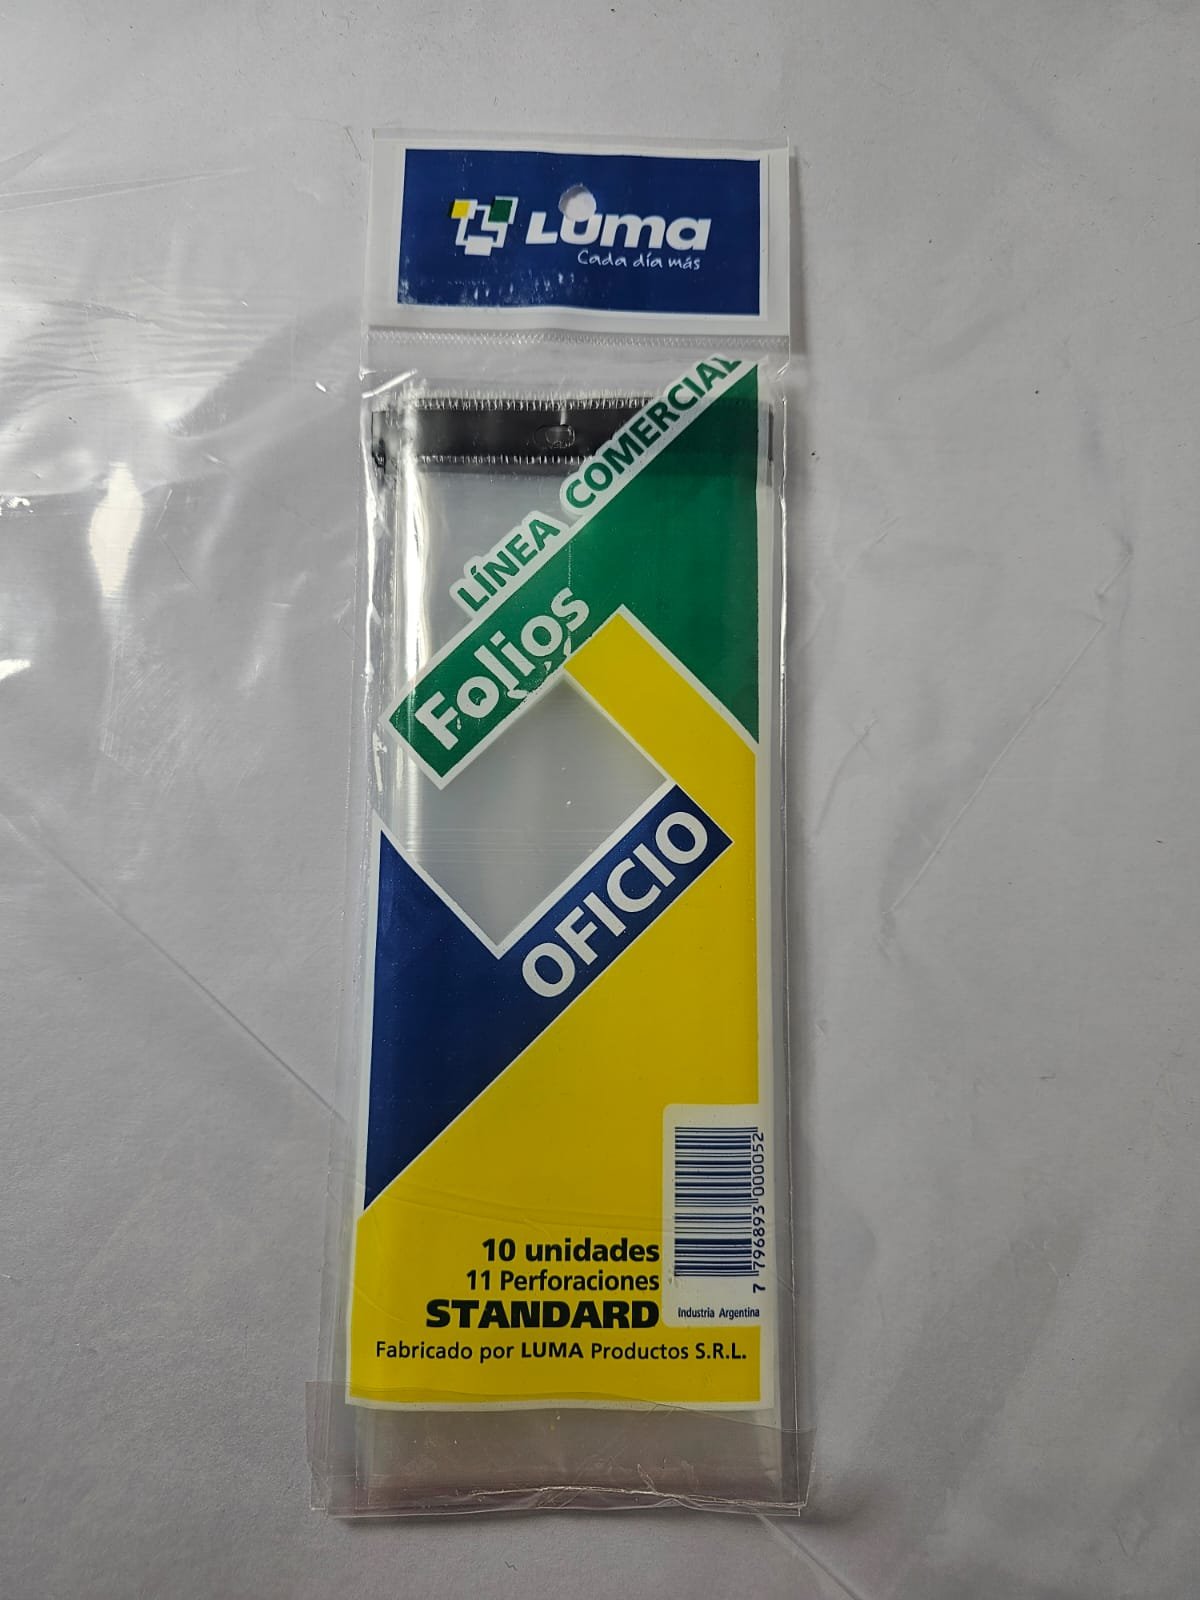 Luma
Cada día más
LÍNEA COMERCIAL
Folios
OFICIO
10 unidades
11 Perforaciones
STANDARD
Fabricado por LUMA Productos S.R.L.
7 796893 000052
Industria Argentina